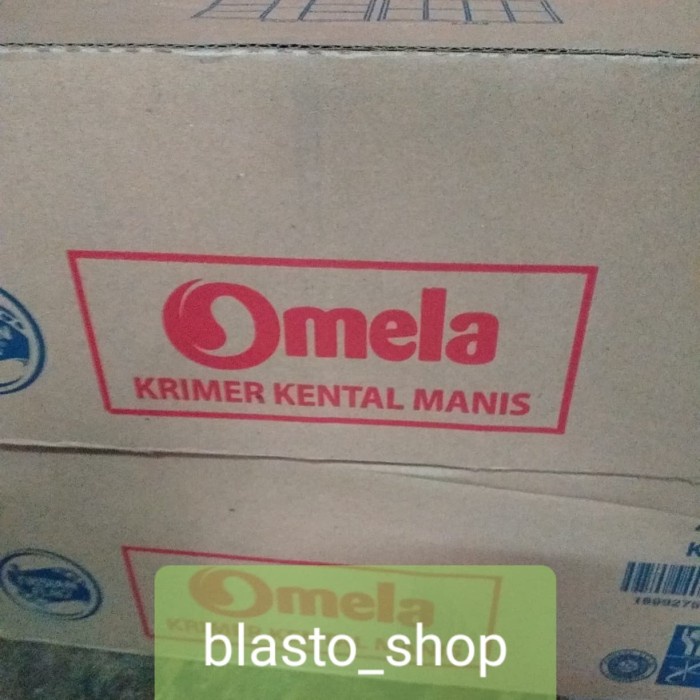 Omela
KRIMER KENTAL MANIS
Omela
blasto_shop